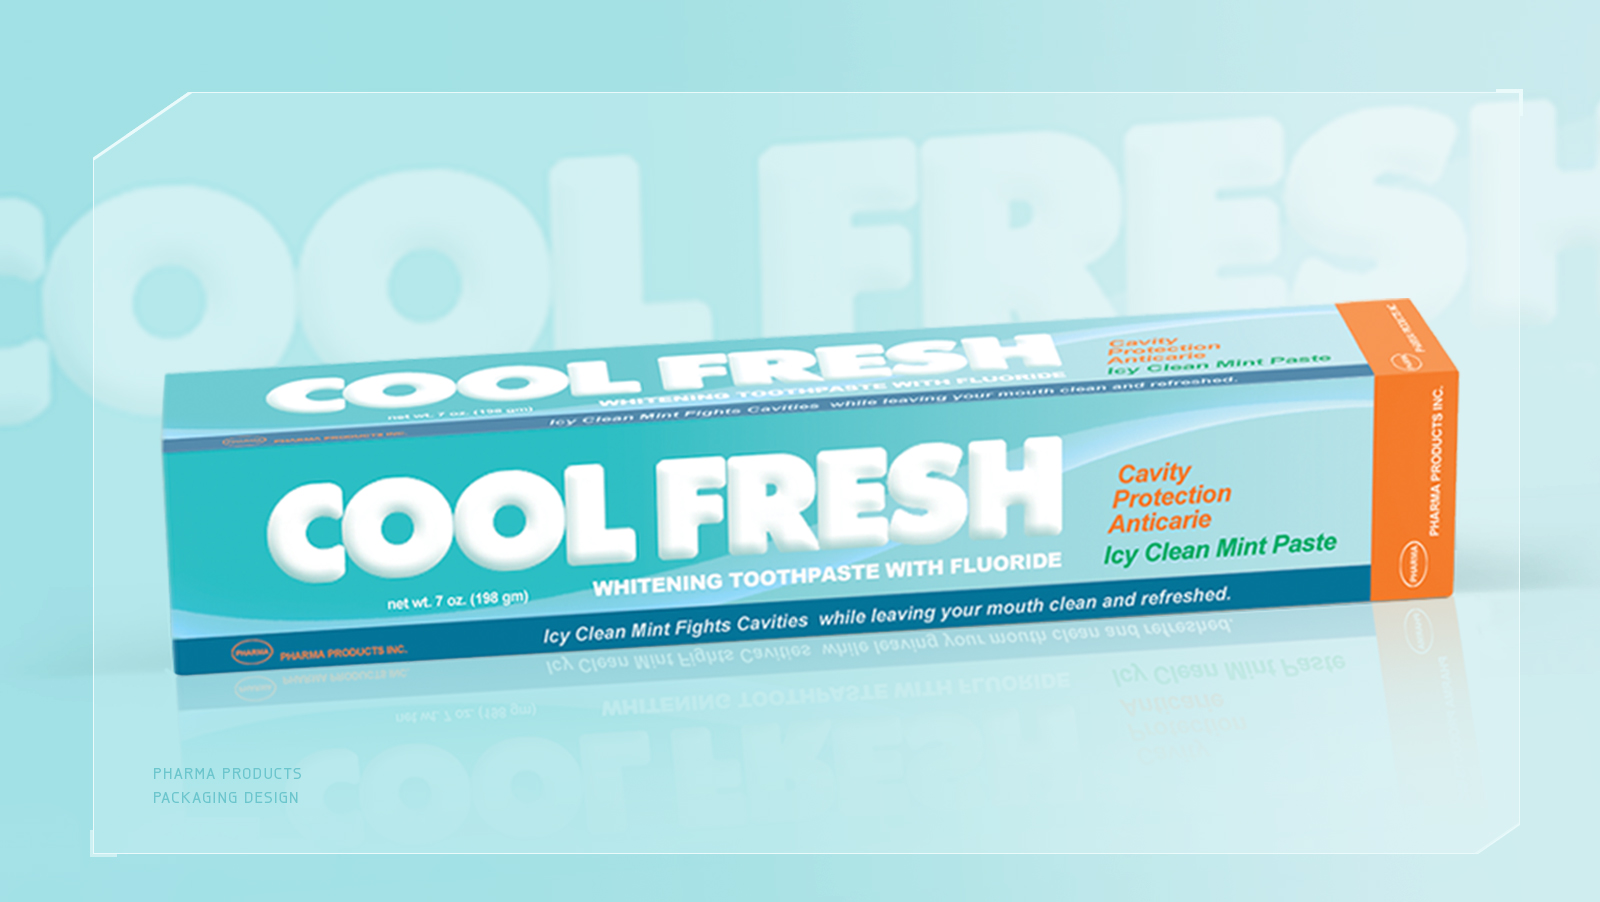 COOL FRESH
COOL FRESH
WHITENING TOOTHPASTE WITH FLUORIDE
net wt. 7 oz. (198 gm)
Cavity
Protection
Anticarie
Icy Clean Mint Paste
Icy Clean Mint Fights Cavities while leaving your mouth clean and refreshed.
PHARMA PRODUCTS INC.
COOL FRESH
WHITENING TOOTHPASTE WITH FLUORIDE
net wt. 7 oz. (198 gm)
Cavity
Protection
Anticarie
Icy Clean Mint Paste
Icy Clean Mint Fights Cavities while leaving your mouth clean and refreshed.
PHARMA
PHARMA PRODUCTS INC.
PHARMA
PHARMA PRODUCTS INC.
PHARMA PRODUCTS
PACKAGING DESIGN